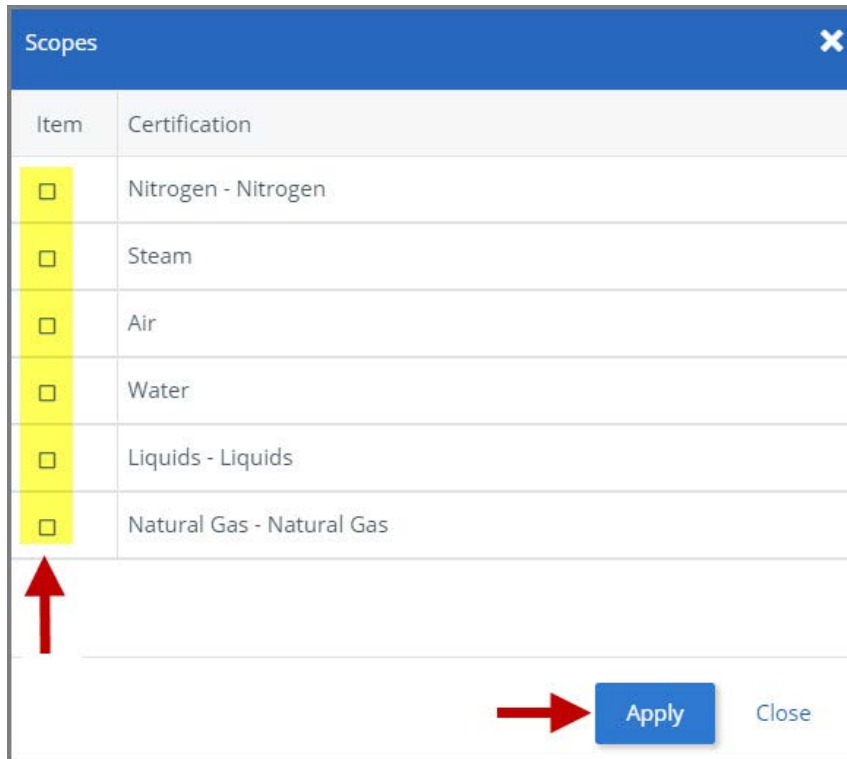 Scopes
Item Certification
Nitrogen - Nitrogen
Steam
Air
Water
Liquids - Liquids
Natural Gas - Natural Gas
Apply Close